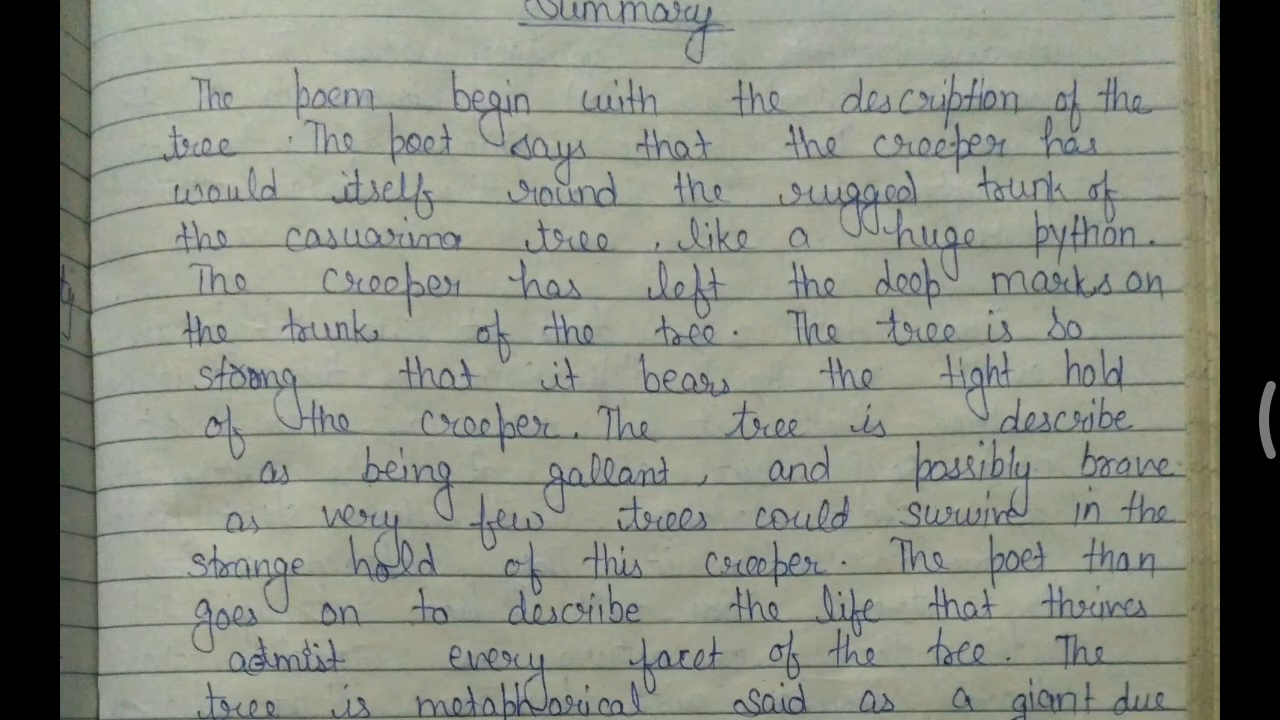 Summary
The poem begin with the description of the
tree. The poet says that the creeper has
would itself round the rugged trunk of
the casuarina tree, like a huge python.
The creeper has left the deep marks on
the trunk of the tree. The tree is so
strong that it bears the tight hold
of the creeper. The tree is describe
as being gallant, and possibly brave
as very few trees could survive in the
strange hold of this creeper. The poet than
goes on to describe the life that thrives
admist every facet of the tree. The
tree is metaphorical said as a giant due